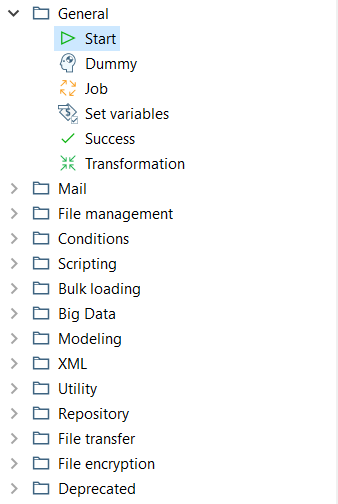 General
Start
Dummy
Job
Set variables
Success
Transformation
Mail
File management
Conditions
Scripting
Bulk loading
Big Data
Modeling
XML
Utility
Repository
File transfer
File encryption
Deprecated